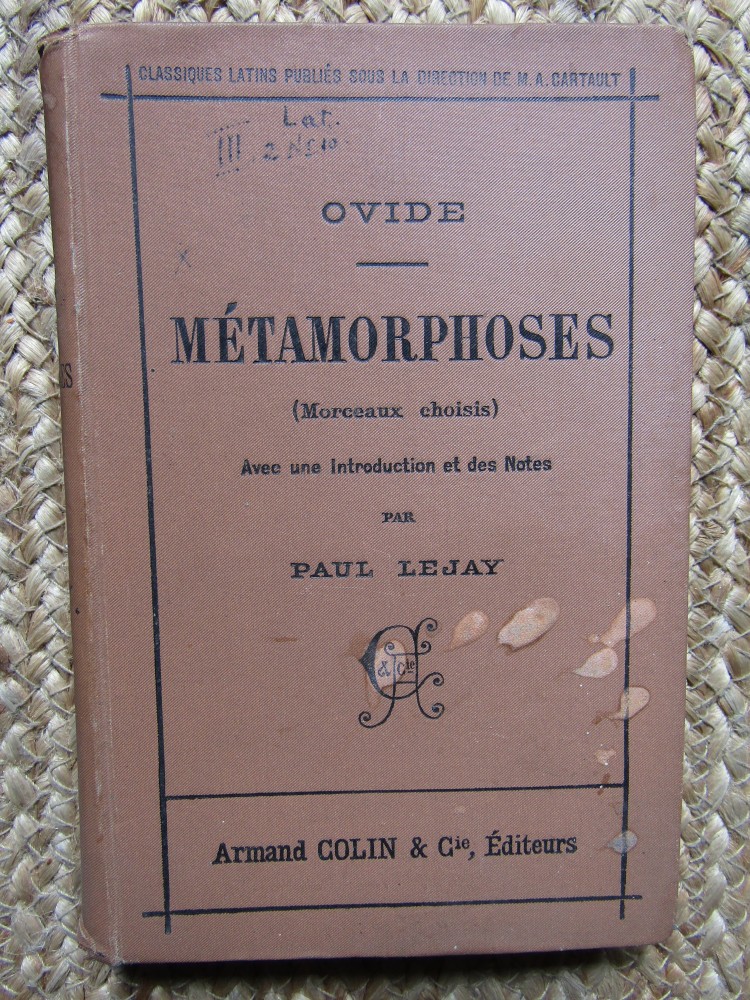 CLASSIQUES LATINS PUBLIÉS SOUS LA DIRECTION DE M. A. CARTAULT
Lat.
III
OVIDE
MÉTAMORPHOSES
(Morceaux choisis)
Avec une Introduction et des Notes
PAR
PAUL LEJAY
& Cie
Armand COLIN & Cie, Éditeurs